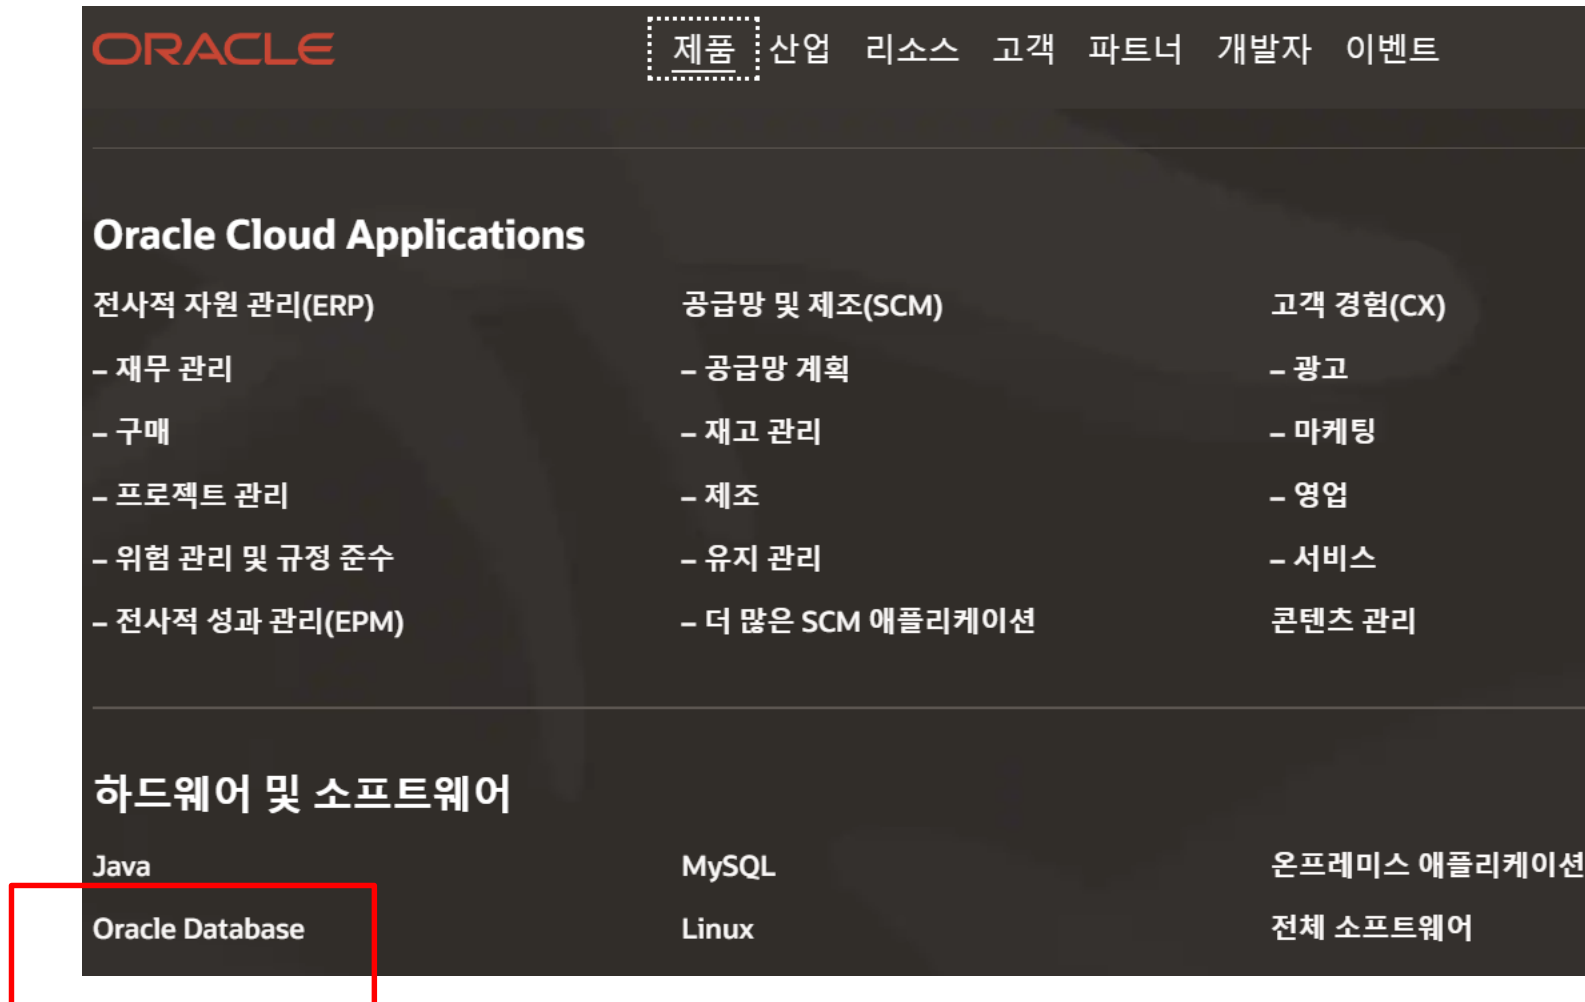 ORACLE
제품 산업 리소스 고객 파트너 개발자 이벤트
Oracle Cloud Applications
전사적 자원 관리(ERP) 공급망 및 제조(SCM) 고객 경험(CX)
– 재무 관리 – 공급망 계획 – 광고
– 구매 – 재고 관리 – 마케팅
– 프로젝트 관리 – 제조 – 영업
– 위험 관리 및 규정 준수 – 유지 관리 – 서비스
– 전사적 성과 관리(EPM) – 더 많은 SCM 애플리케이션 콘텐츠 관리
하드웨어 및 소프트웨어
Java MySQL 온프레미스 애플리케이션
Oracle Database Linux 전체 소프트웨어